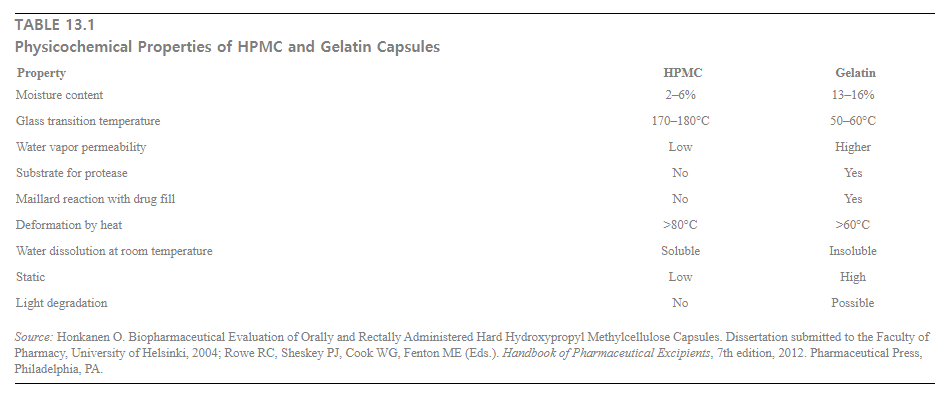 TABLE 13.1
Physicochemical Properties of HPMC and Gelatin Capsules
Property HPMC Gelatin
Moisture content 2–6% 13–16%
Glass transition temperature 170–180°C 50–60°C
Water vapor permeability Low Higher
Substrate for protease No Yes
Maillard reaction with drug fill No Yes
Deformation by heat >80°C >60°C
Water dissolution at room temperature Soluble Insoluble
Static Low High
Light degradation No Possible
Source: Honkanen O. Biopharmaceutical Evaluation of Orally and Rectally Administered Hard Hydroxypropyl Methylcellulose Capsules. Dissertation submitted to the Faculty of
Pharmacy, University of Helsinki, 2004; Rowe RC, Sheskey PJ, Cook WG, Fenton ME (Eds.). Handbook of Pharmaceutical Excipients, 7th edition, 2012. Pharmaceutical Press,
Philadelphia, PA.